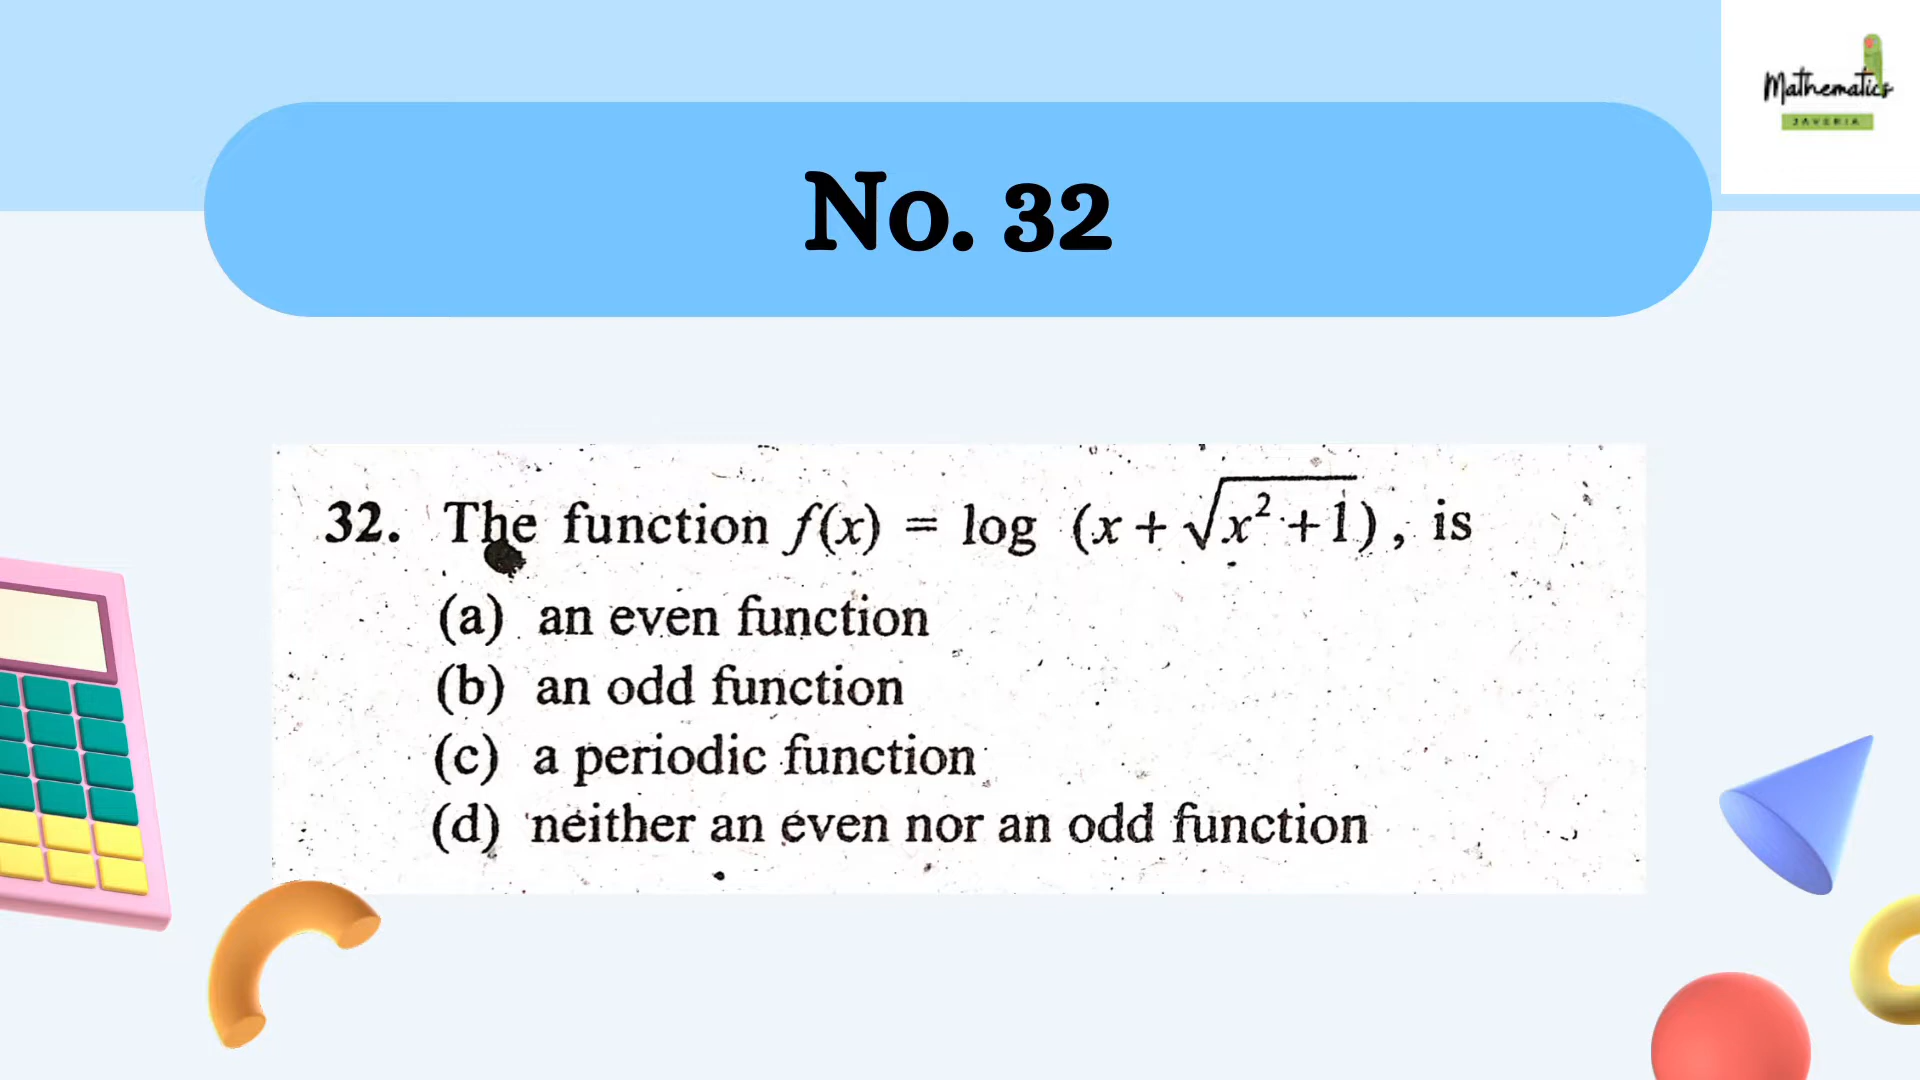 Mathematics
JAVERIA
No. 32
32. The function f(x) = log (x + √x² + 1), is
(a) an even function
(b) an odd function
(c) a periodic function
(d) neither an even nor an odd function